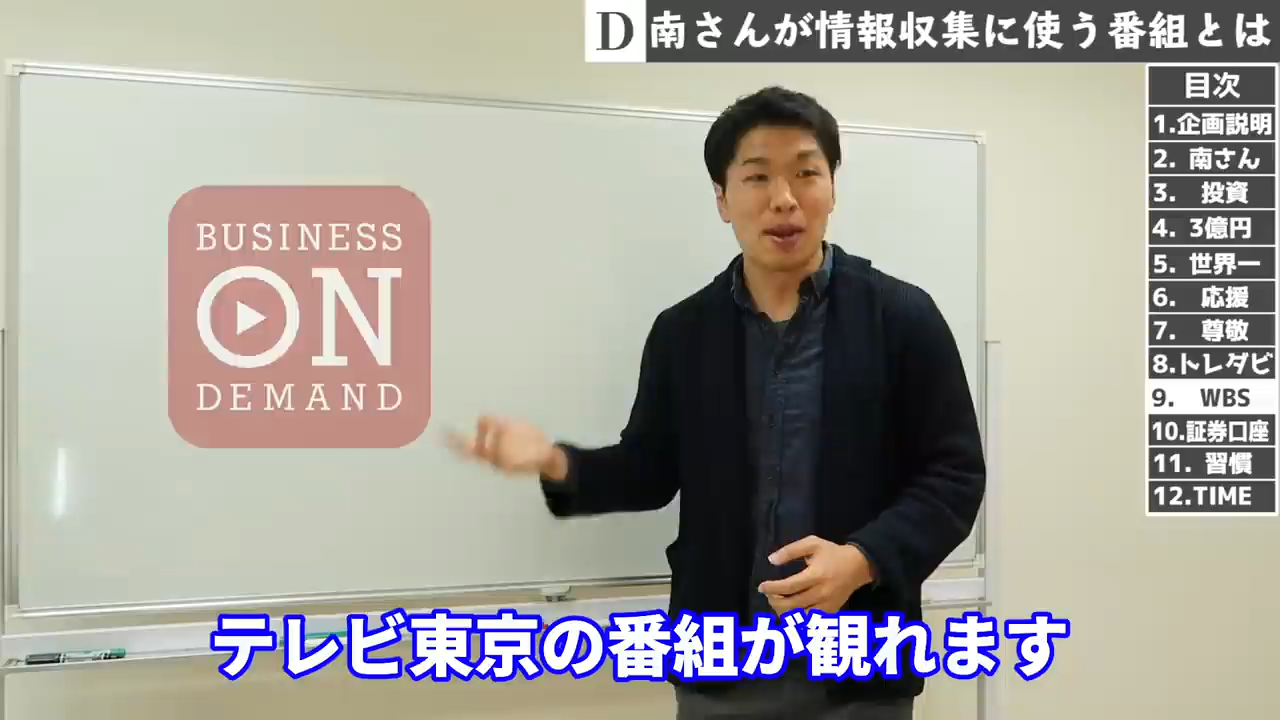 D 南さんが情報収集に使う番組とは
目次
1.企画説明
2. 南さん
3. 投資
4. 3億円
5. 世界一
6. 応援
7. 尊敬
8.トレダビ
9. WBS
10.証券口座
11. 習慣
12.TIME
BUSINESS
ON
DEMAND
テレビ東京の番組が観れます